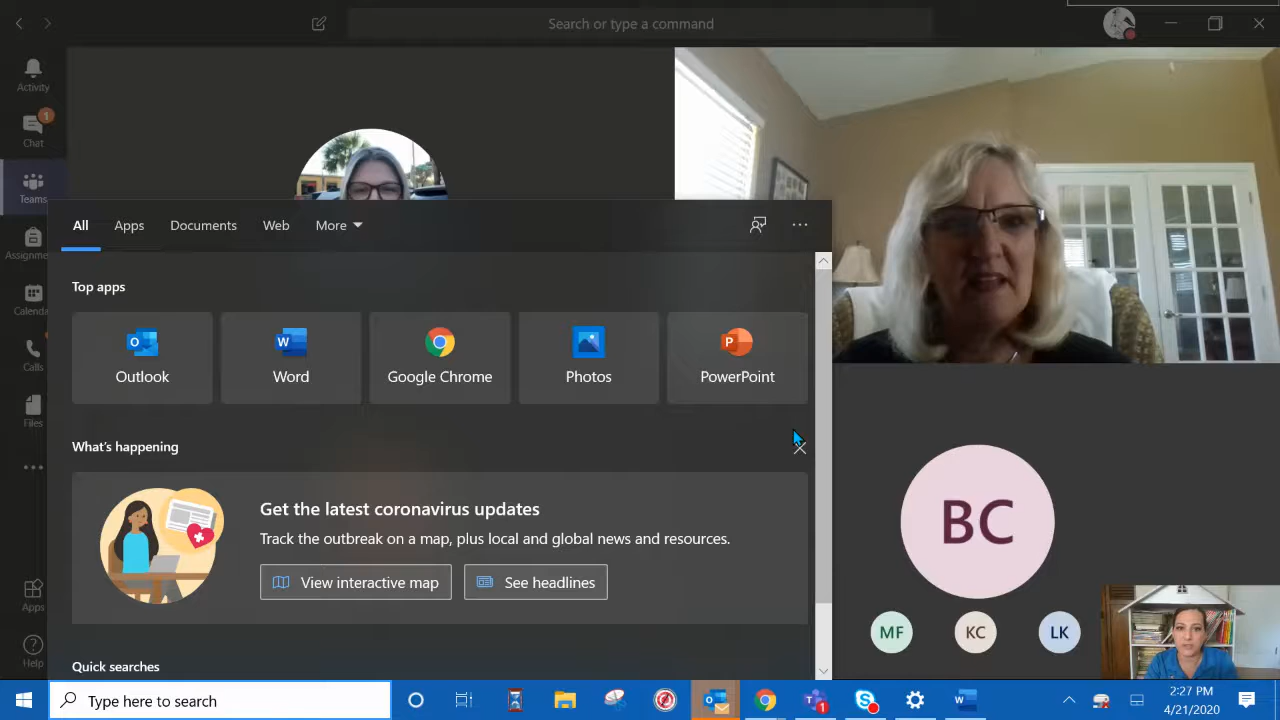 Search or type a command
Activity
1
Chat
Teams
Assignme
Calenda
Calls
Files
Apps
Help
All
Apps
Documents
Web
More
Top apps
Outlook
Word
Google Chrome
Photos
PowerPoint
What's happening
Get the latest coronavirus updates
Track the outbreak on a map, plus local and global news and resources.
View interactive map
See headlines
Quick searches
BC
MF
KC
LK
Type here to search
1
2:27 PM
4/21/2020